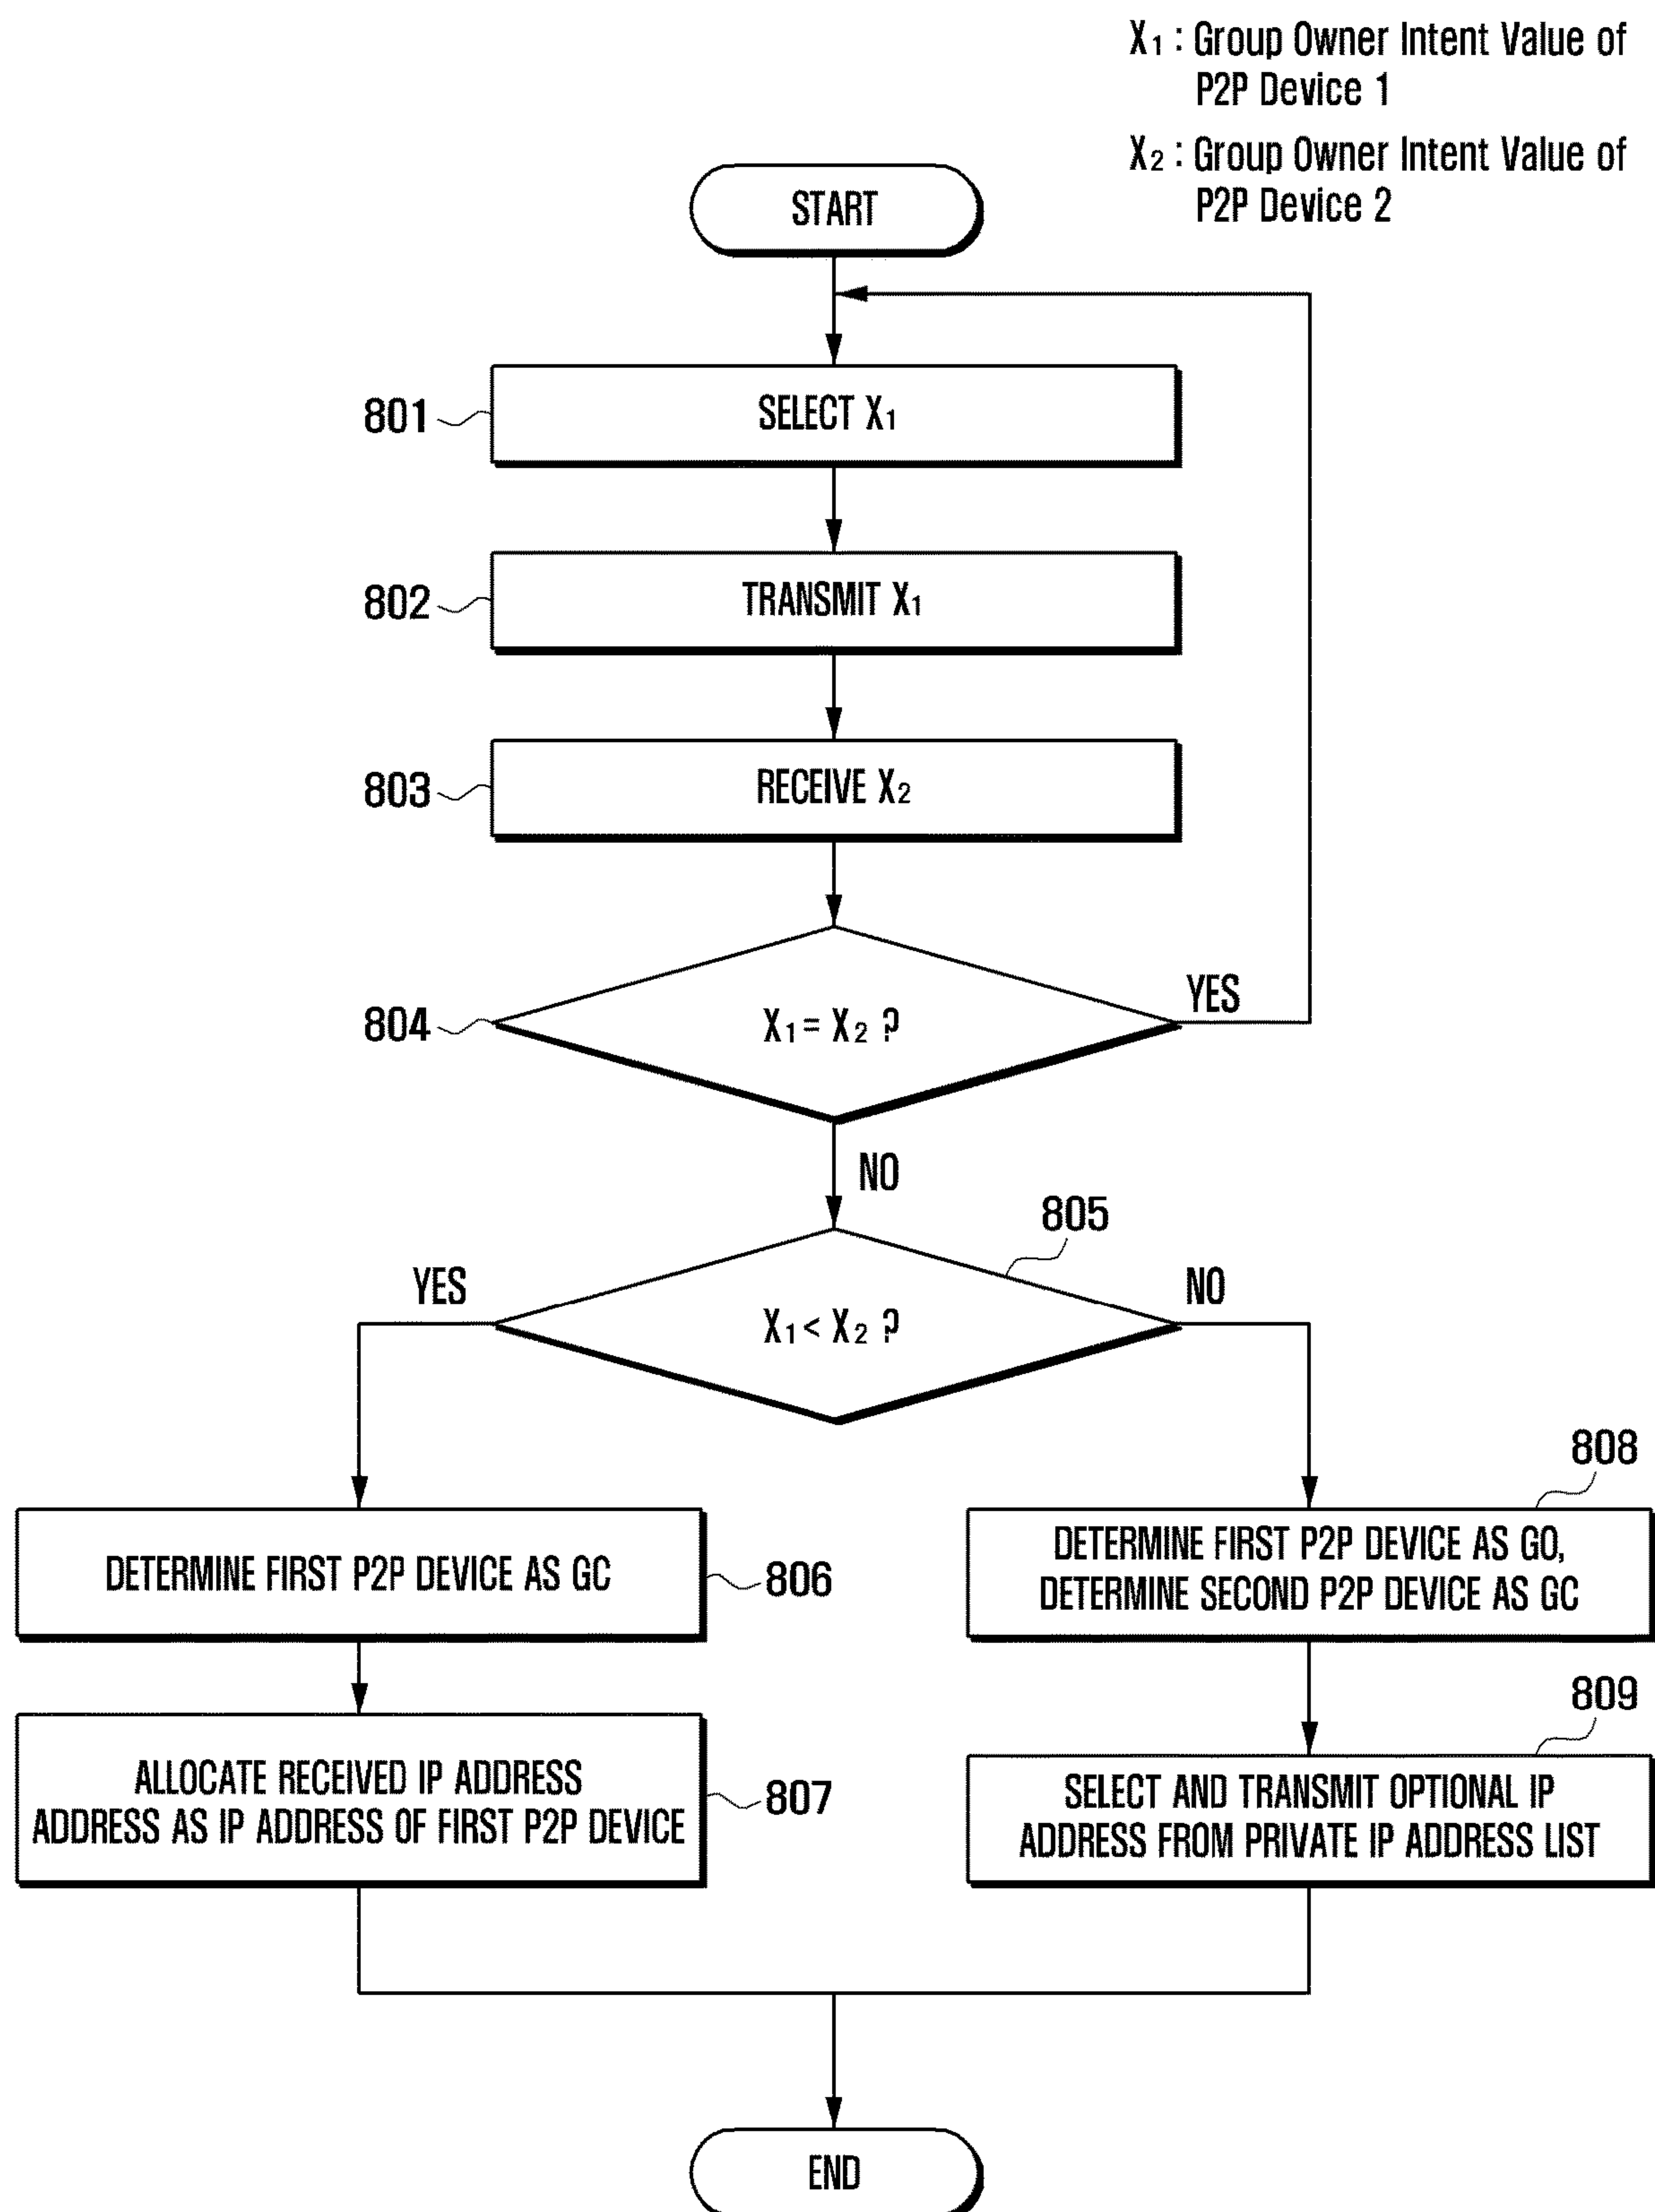 X₁ : Group Owner Intent Value of
P2P Device 1
X₂ : Group Owner Intent Value of
P2P Device 2
START
801
SELECT X₁
802
TRANSMIT X₁
803
RECEIVE X₂
804
X₁ = X₂ ?
YES
NO
805
YES
X₁ < X₂ ?
NO
808
DETERMINE FIRST P2P DEVICE AS GC
806
DETERMINE FIRST P2P DEVICE AS GO,
DETERMINE SECOND P2P DEVICE AS GC
809
ALLOCATE RECEIVED IP ADDRESS
ADDRESS AS IP ADDRESS OF FIRST P2P DEVICE
807
SELECT AND TRANSMIT OPTIONAL IP
ADDRESS FROM PRIVATE IP ADDRESS LIST
END